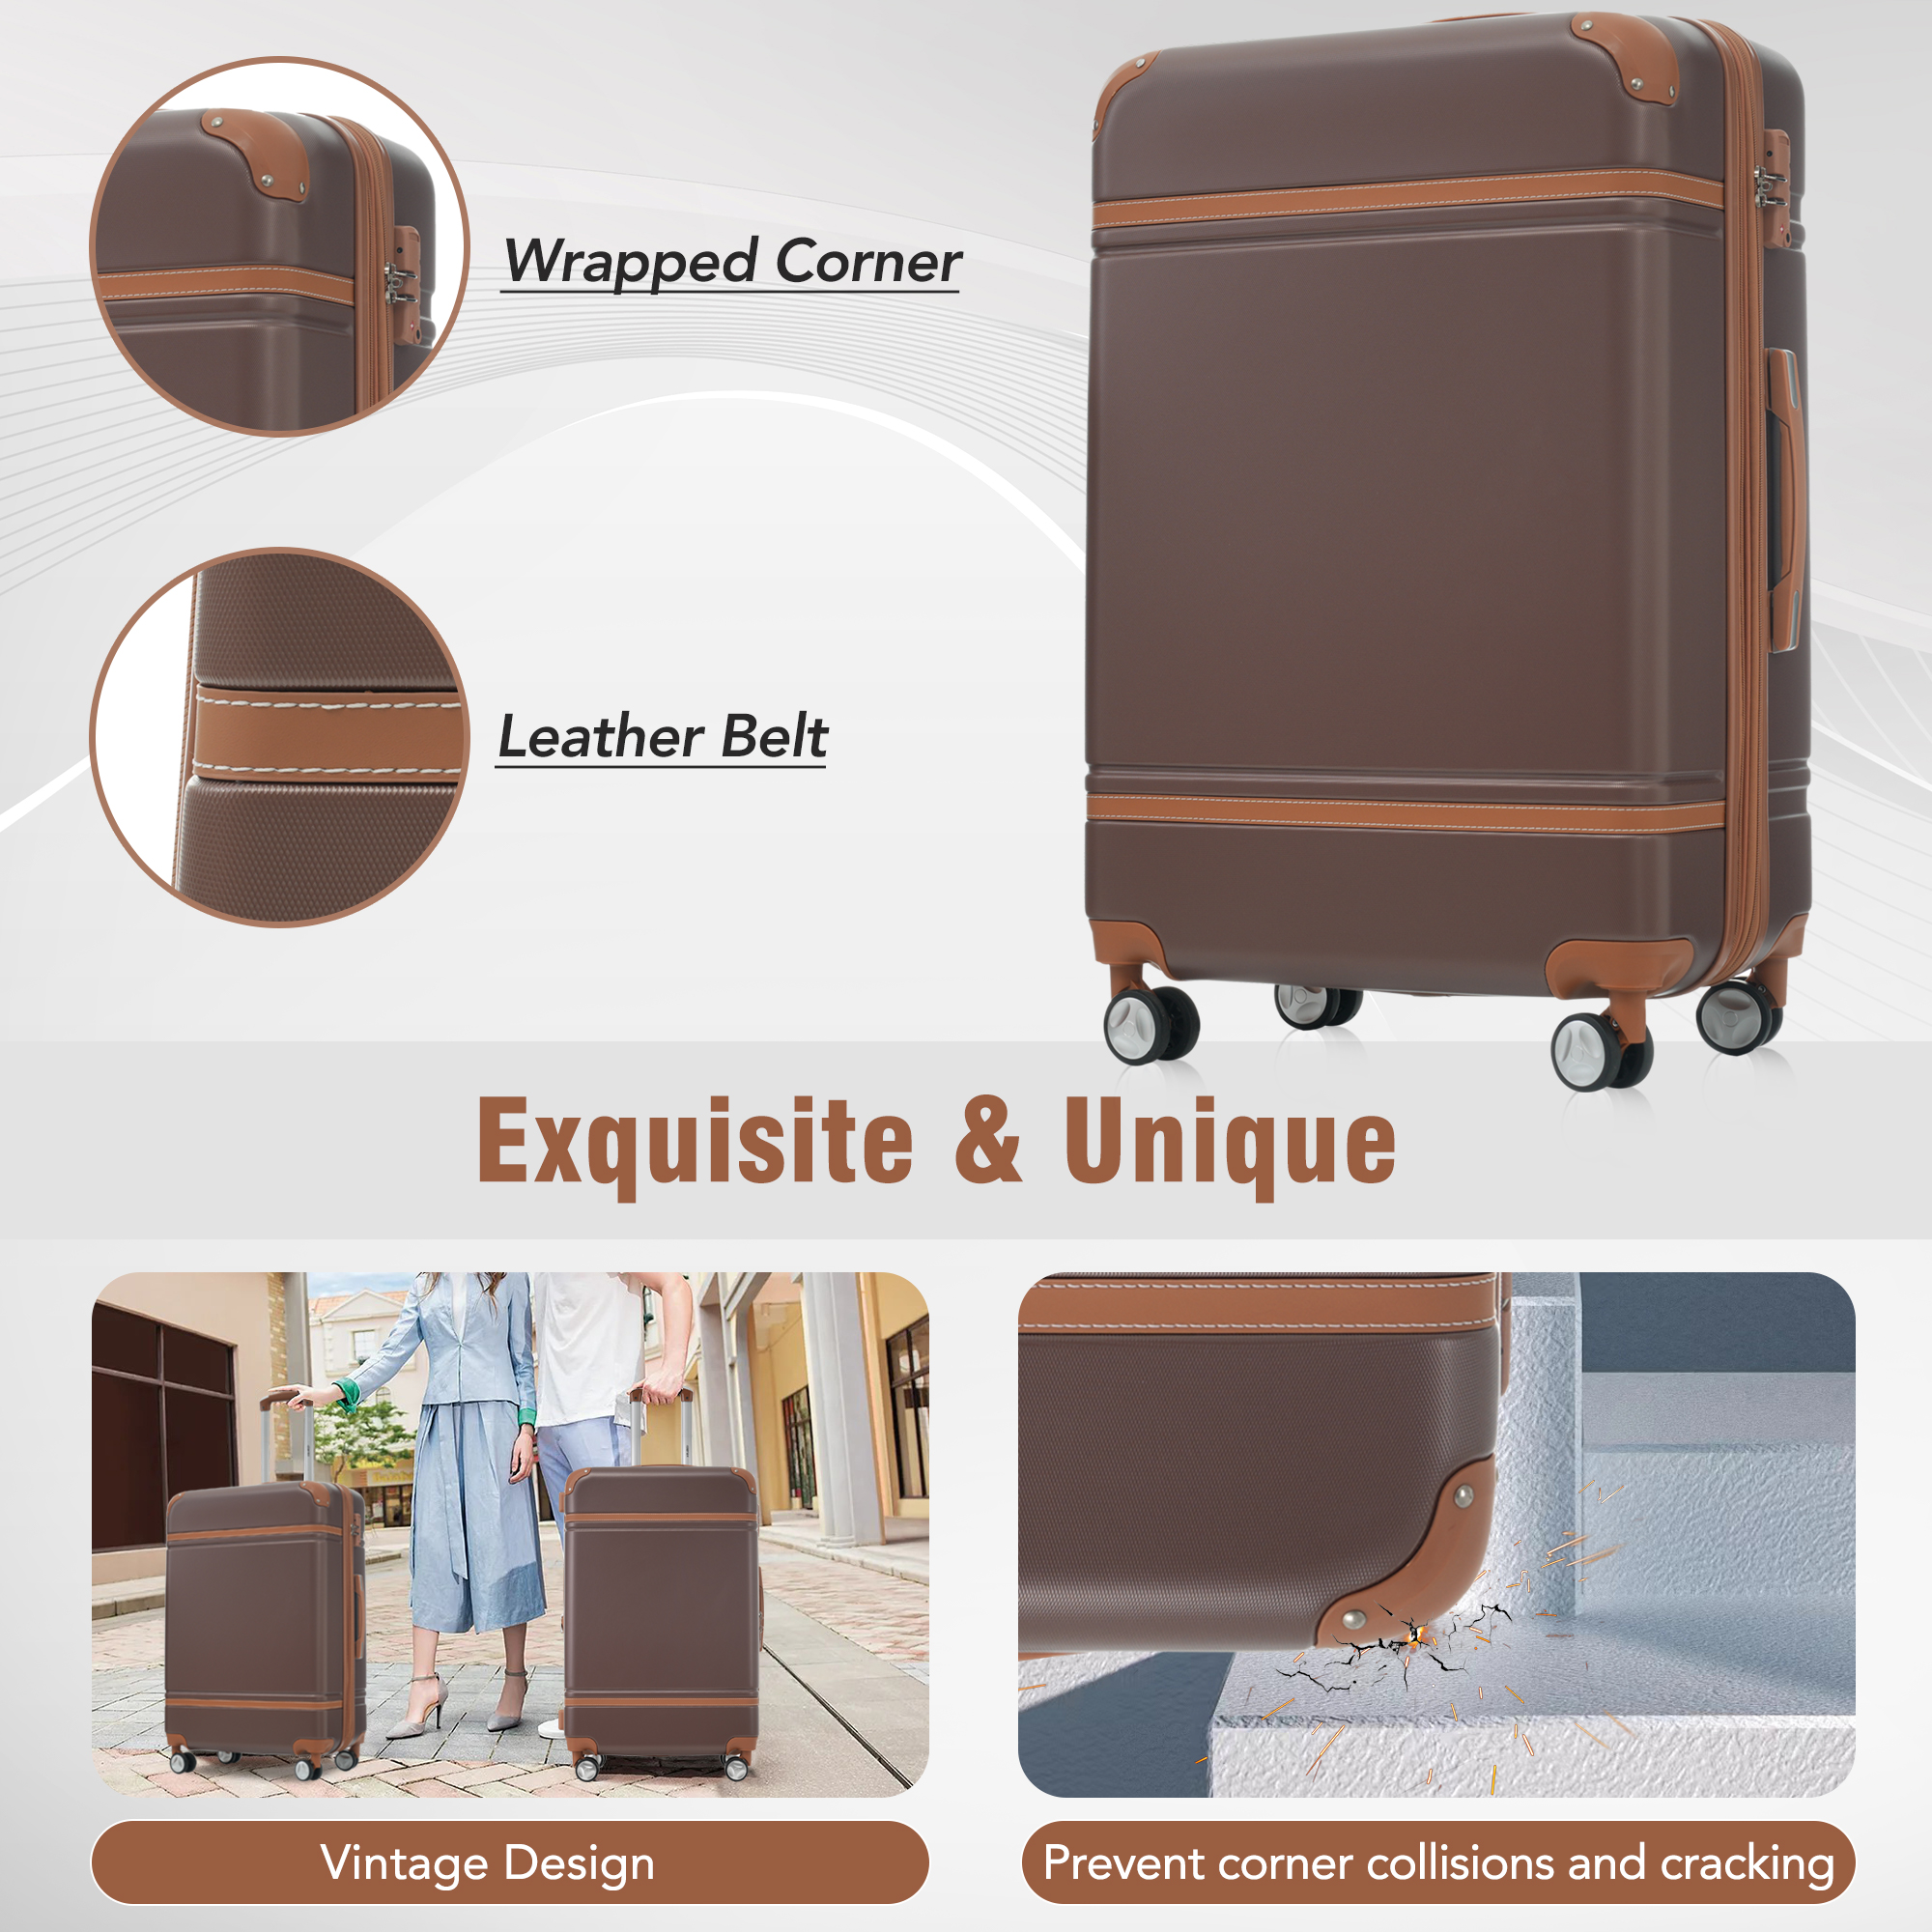 Wrapped Corner
Leather Belt
Exquisite & Unique
Vintage Design
Prevent corner collisions and cracking